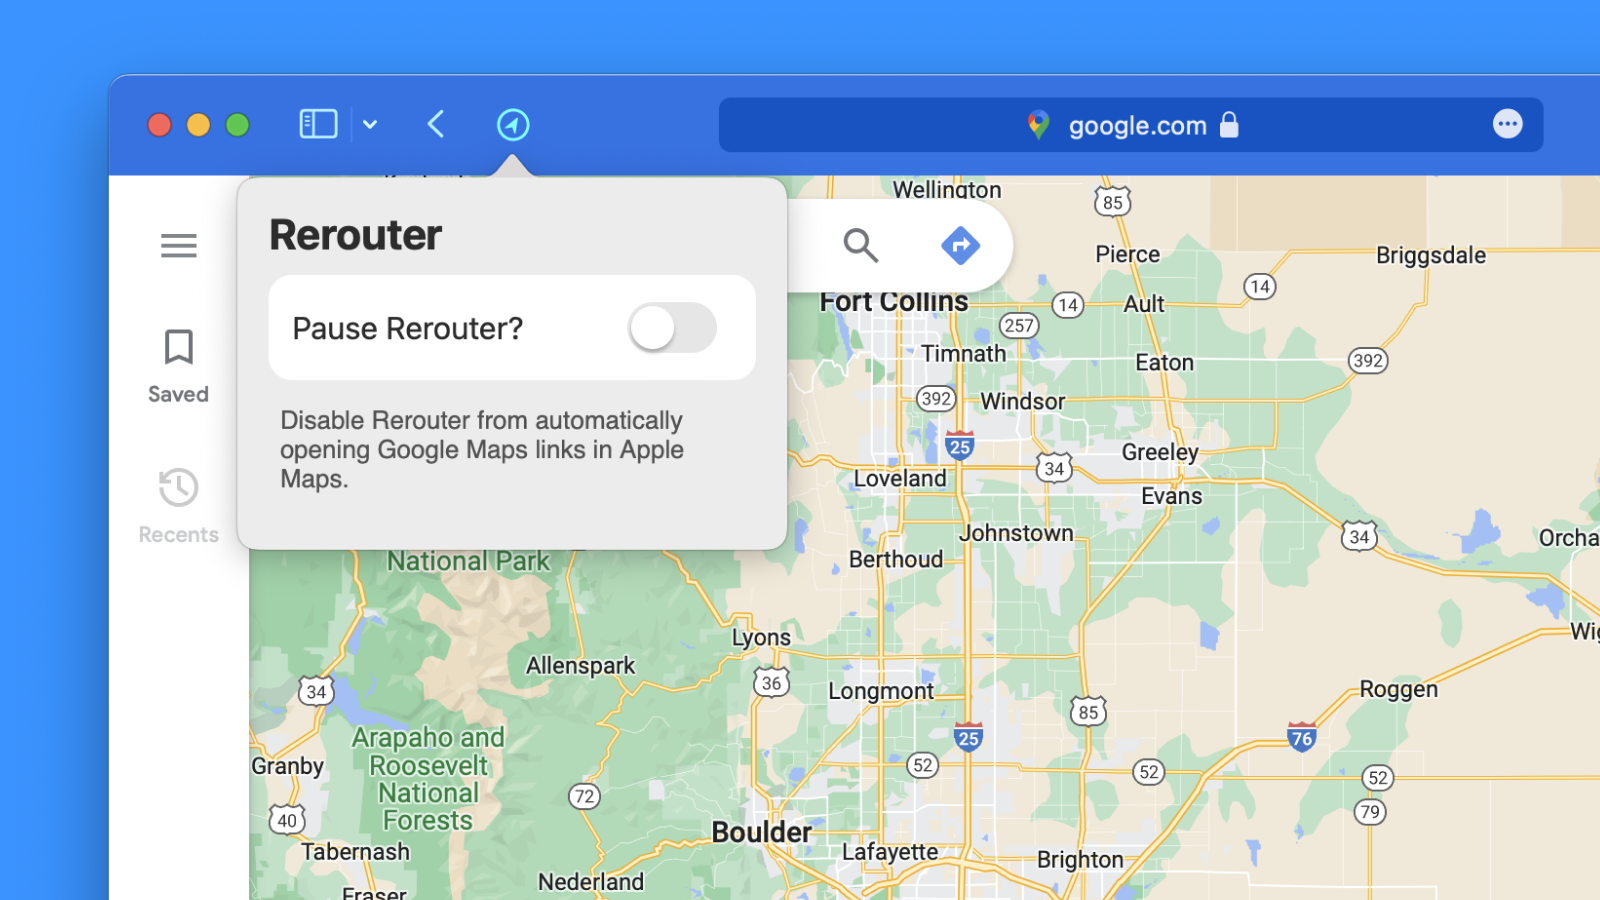 google.com
Rerouter
Pause Rerouter?
Disable Rerouter from automatically
opening Google Maps links in Apple
Maps.
Saved
Recents
Wellington
85
Pierce
Briggsdale
14
Fort Collins
14
Ault
257
Timnath
Eaton
392
392
Windsor
25
Greeley
34
Loveland
Evans
Johnstown
34
Orcha
Berthoud
National Park
Lyons
Wig
Allenspark
36
34
Longmont
Roggen
85
25
76
Arapaho and
Roosevelt
National
Forests
Granby
52
52
52
72
79
40
Boulder
Tabernash
Lafayette
Brighton
Nederland
Fraser